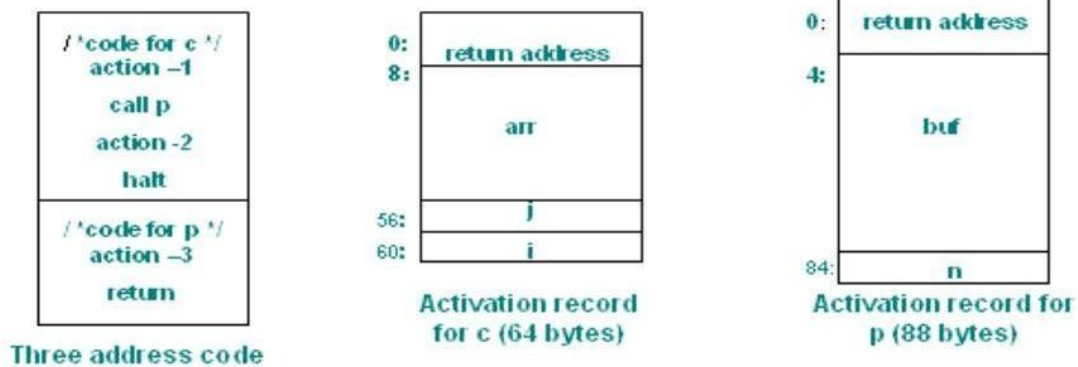 / *code for c */
action –1
call p
action -2
halt
/ *code for p */
action –3
return
Three address code
0:
return address
8:
arr
56:
j
60:
i
Activation record
for c (64 bytes)
0:
return address
4:
buf
84:
n
Activation record for
p (88 bytes)